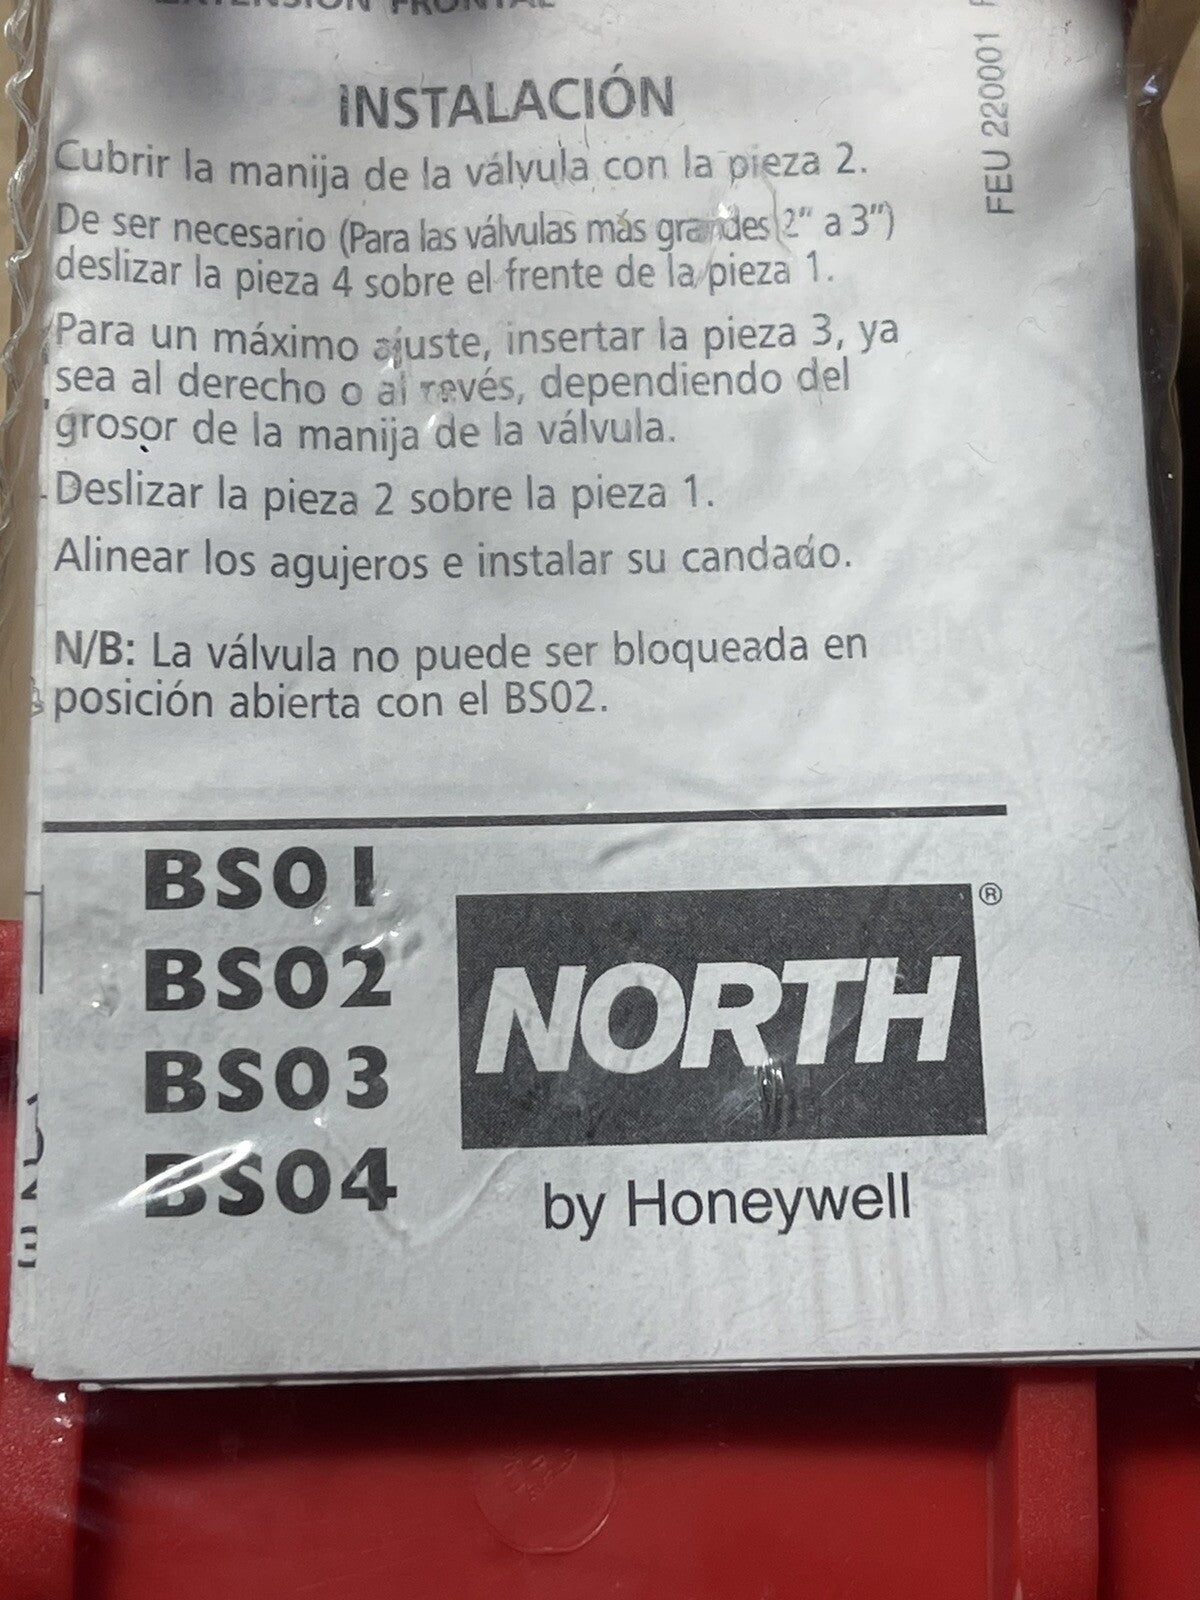 EXTENSIÓN FRONTAL
INSTALACIÓN
Cubrir la manija de la válvula con la pieza 2.
De ser necesario (Para las válvulas más grandes 2" a 3")
deslizar la pieza 4 sobre el frente de la pieza 1.
Para un máximo ajuste, insertar la pieza 3, ya
sea al derecho o al revés, dependiendo del
grosor de la manija de la válvula.
Deslizar la pieza 2 sobre la pieza 1.
Alinear los agujeros e instalar su candado.
N/B: La válvula no puede ser bloqueada en
posición abierta con el BS02.
FEU 220001
BS01
BS02
BS03
BS04
NORTH®
by Honeywell